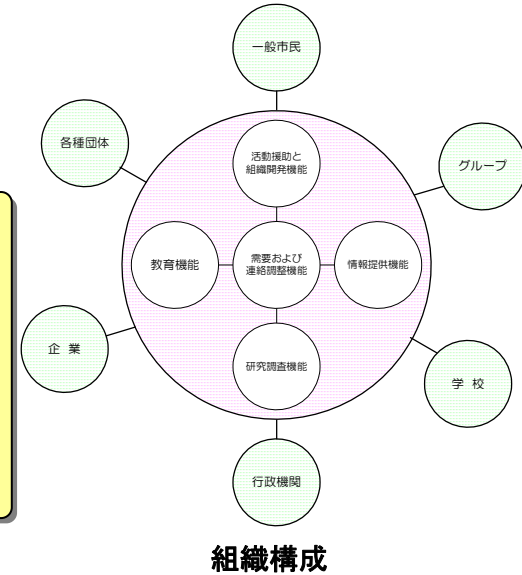 一般市民
各種団体
グループ
活動援助と
組織開発機能
教育機能
需要および
連絡調整機能
情報提供機能
研究調査機能
企 業
学 校
行政機関
組織構成